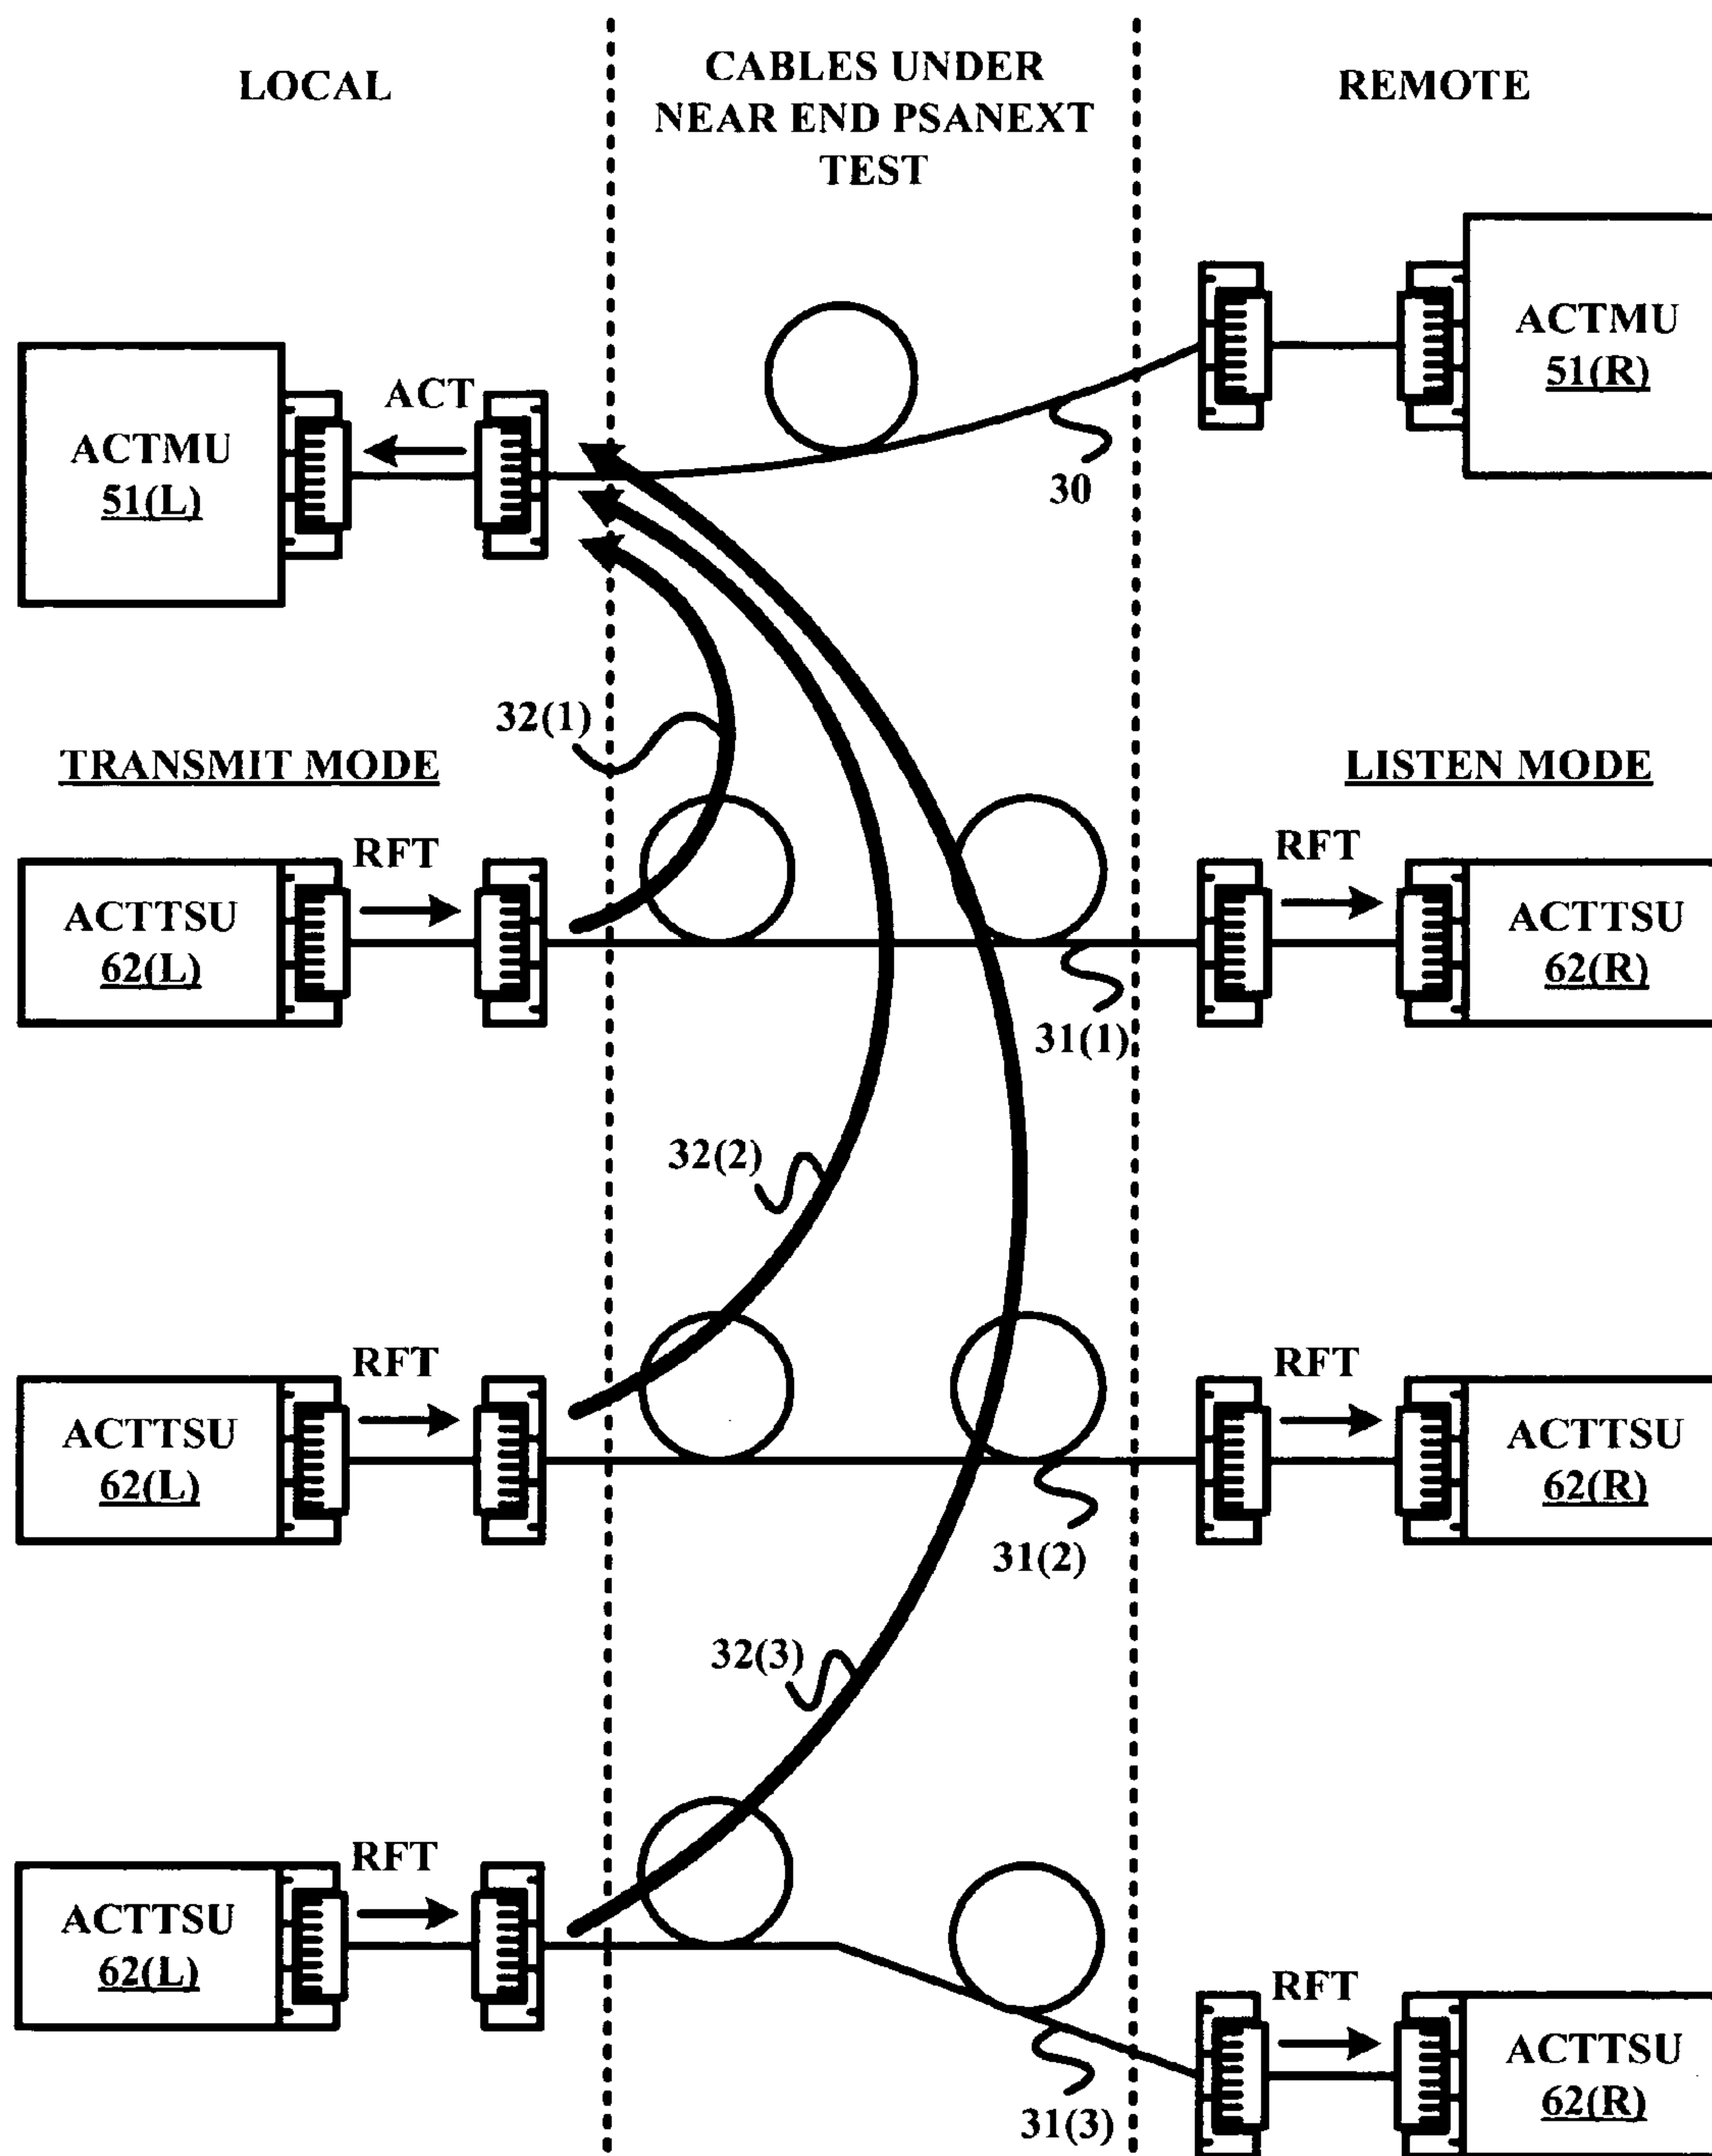 LOCAL
CABLES UNDER
NEAR END PSANEXT
TEST
REMOTE
ACTMU
51(R)
ACT
ACTMU
51(L)
30
32(1)
TRANSMIT MODE
LISTEN MODE
RFT
RFT
ACTTSU
62(L)
ACTTSU
62(R)
31(1)
32(2)
RFT
RFT
ACTTSU
62(L)
ACTTSU
62(R)
31(2)
32(3)
RFT
ACTTSU
62(L)
RFT
ACTTSU
62(R)
31(3)